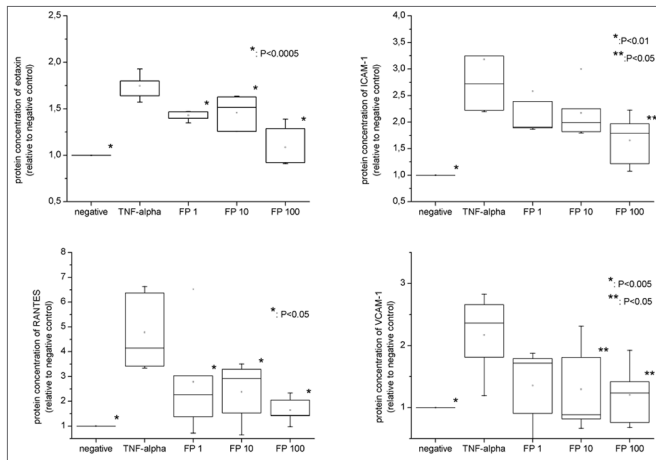 protein concentration of eotaxin
(relative to negative control)
2,5
2,0
1,5
1,0
0,5
*: P<0.0005
*
*
*
*
negative TNF-alpha FP 1 FP 10 FP 100
protein concentration of ICAM-1
(relative to negative control)
4,0
3,5
3,0
2,5
2,0
1,5
1,0
0,5
*:P<0.01
**:P<0.05
*
**
negative TNF-alpha FP 1 FP 10 FP 100
protein concentration of RANTES
(relative to negative control)
8
7
6
5
4
3
2
1
*: P<0.05
*
*
*
*
negative TNF-alpha FP 1 FP 10 FP 100
protein concentration of VCAM-1
(relative to negative control)
3
2
1
*: P<0.005
**: P<0.05
*
**
**
negative TNF-alpha FP 1 FP 10 FP 100